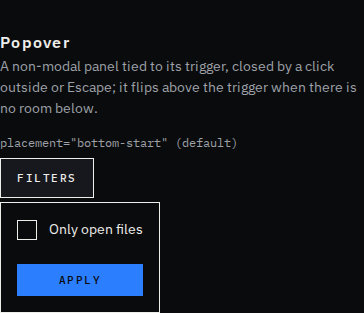 Popover
A non-modal panel tied to its trigger, closed by a click
outside or Escape; it flips above the trigger when there is
no room below.
placement="bottom-start" (default)
FILTERS
Only open files
APPLY